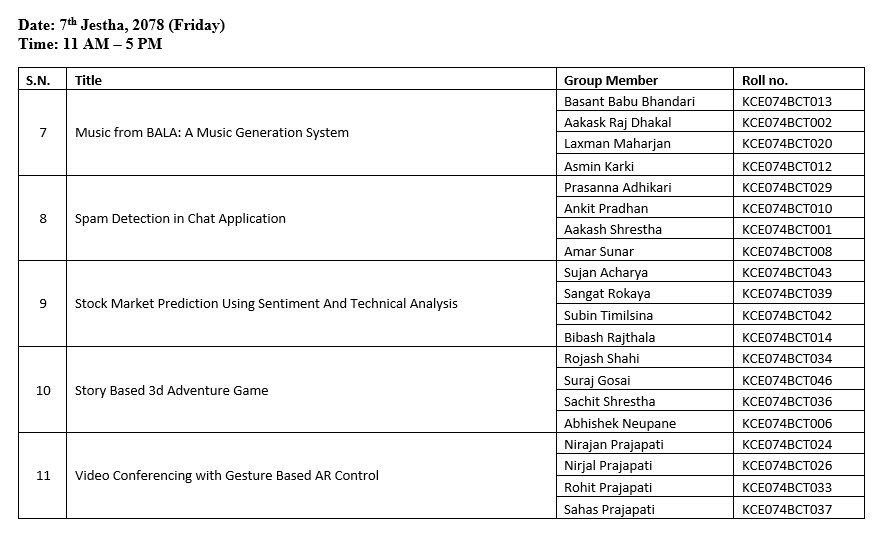 Date: 7th Jestha, 2078 (Friday)
Time: 11 AM – 5 PM
S.N. Title Group Member Roll no.
7 Music from BALA: A Music Generation System Basant Babu Bhandari KCE074BCT013
Aakask Raj Dhakal KCE074BCT002
Laxman Maharjan KCE074BCT020
Asmin Karki KCE074BCT012
8 Spam Detection in Chat Application Prasanna Adhikari KCE074BCT029
Ankit Pradhan KCE074BCT010
Aakash Shrestha KCE074BCT001
Amar Sunar KCE074BCT008
9 Stock Market Prediction Using Sentiment And Technical Analysis Sujan Acharya KCE074BCT043
Sangat Rokaya KCE074BCT039
Subin Timilsina KCE074BCT042
Bibash Rajthala KCE074BCT014
10 Story Based 3d Adventure Game Rojash Shahi KCE074BCT034
Suraj Gosai KCE074BCT046
Sachit Shrestha KCE074BCT036
Abhishek Neupane KCE074BCT006
11 Video Conferencing with Gesture Based AR Control Nirajan Prajapati KCE074BCT024
Nirjal Prajapati KCE074BCT026
Rohit Prajapati KCE074BCT033
Sahas Prajapati KCE074BCT037